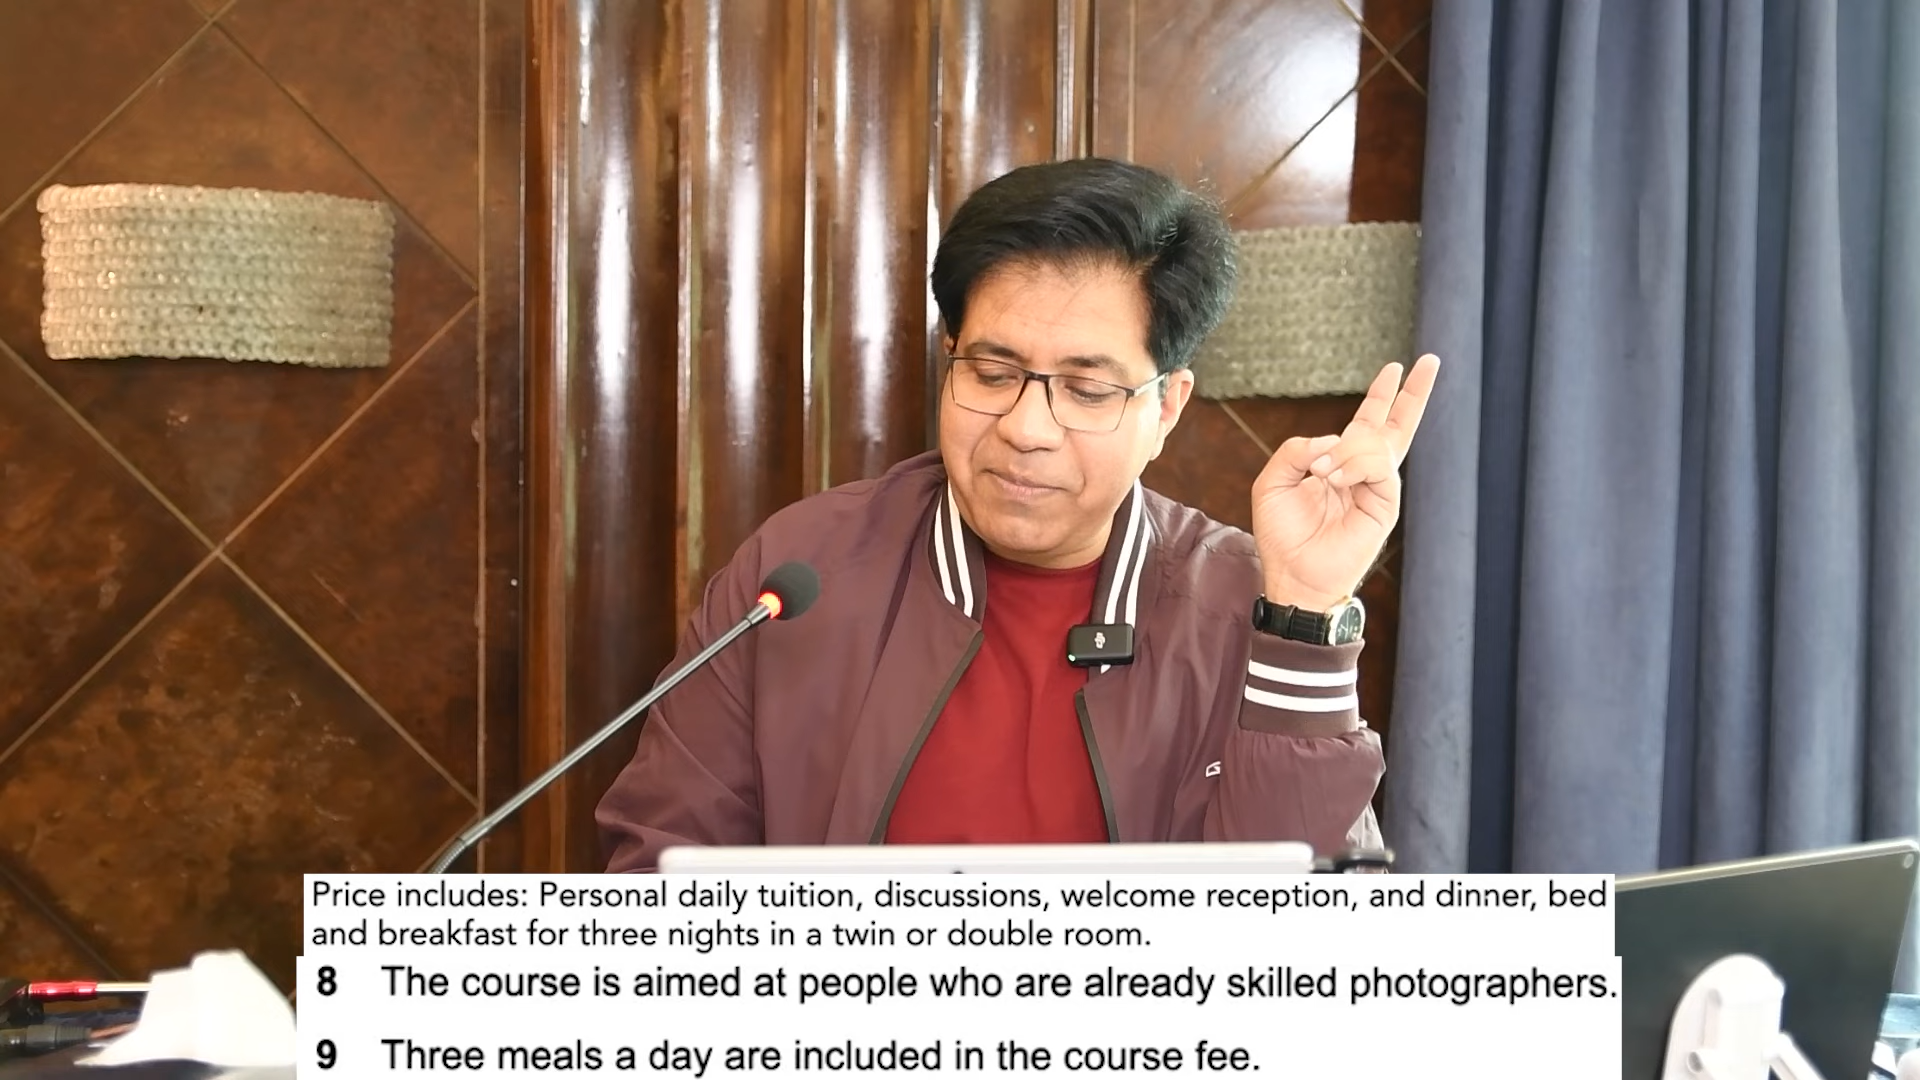 Price includes: Personal daily tuition, discussions, welcome reception, and dinner, bed
and breakfast for three nights in a twin or double room.
8 The course is aimed at people who are already skilled photographers.
9 Three meals a day are included in the course fee.